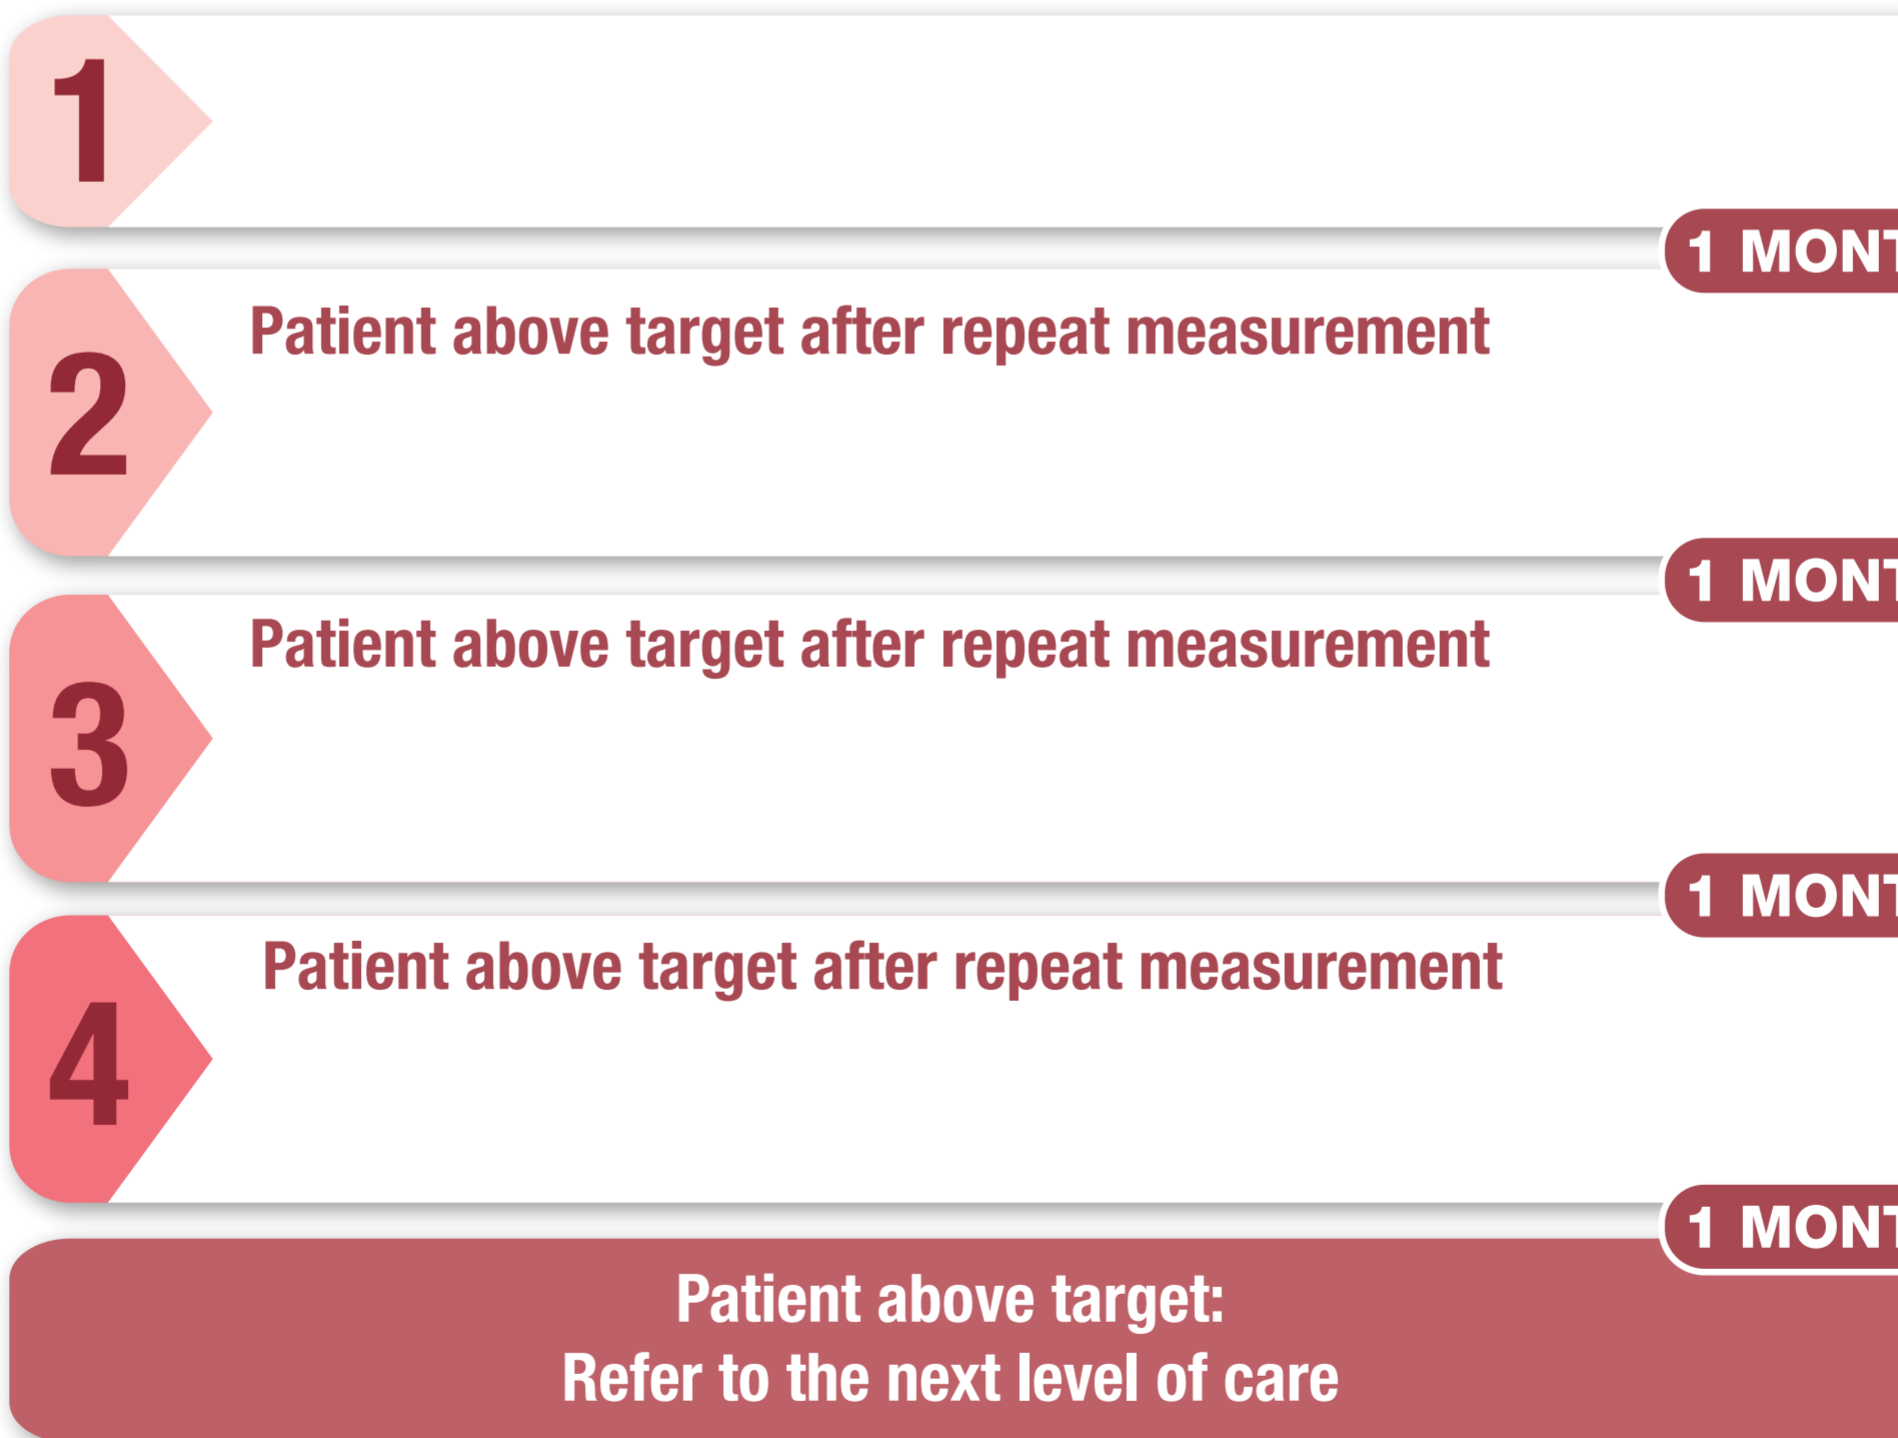 1
1 MONT
2
Patient above target after repeat measurement
1 MONT
3
Patient above target after repeat measurement
1 MONT
4
Patient above target after repeat measurement
1 MONT
Patient above target:
Refer to the next level of care